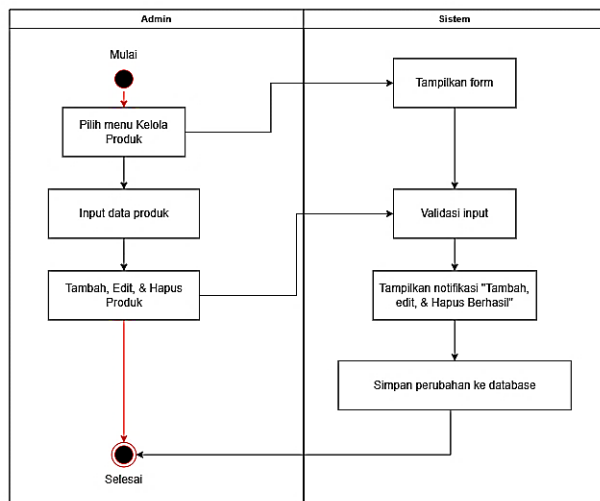 Admin
Sistem
Mulai
Tampilkan form
Pilih menu Kelola
Produk
Input data produk
Validasi input
Tambah, Edit, & Hapus
Produk
Tampilkan notifikasi "Tambah,
edit, & Hapus Berhasil"
Simpan perubahan ke database
Selesai